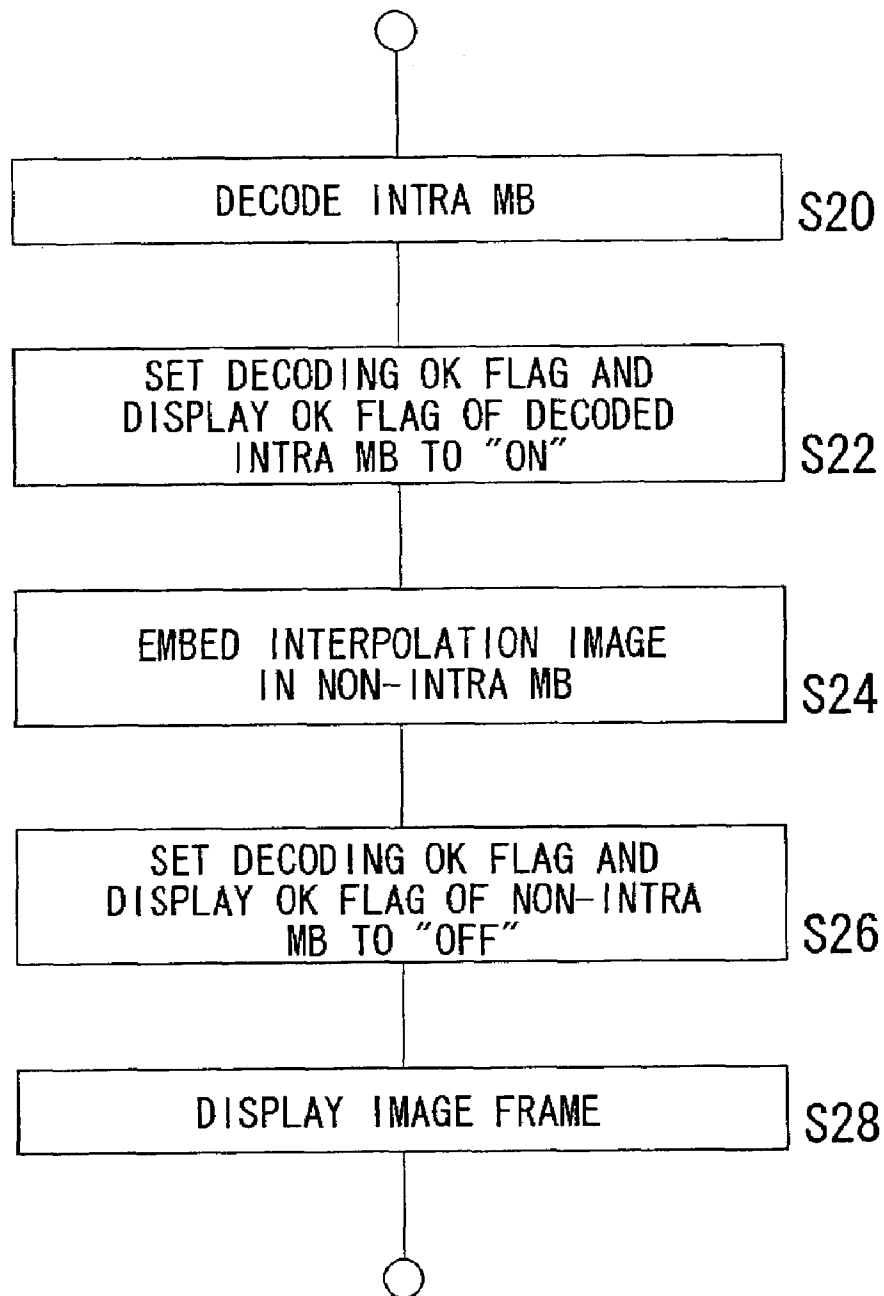 DECODE INTRA MB
S20
SET DECODING OK FLAG AND
DISPLAY OK FLAG OF DECODED
INTRA MB TO "ON"
S22
EMBED INTERPOLATION IMAGE
IN NON-INTRA MB
S24
SET DECODING OK FLAG AND
DISPLAY OK FLAG OF NON-INTRA
MB TO "OFF"
S26
DISPLAY IMAGE FRAME
S28